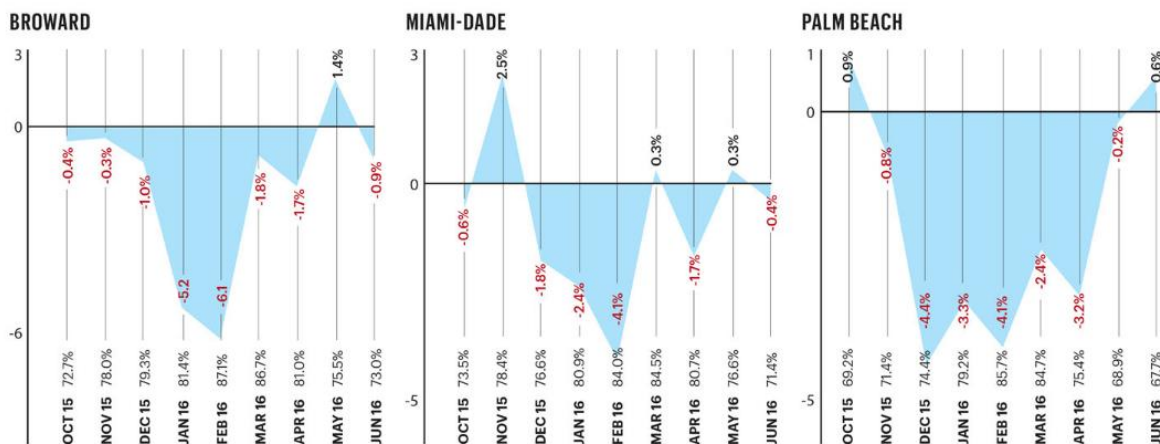 BROWARD
3
0
-6
-0.4%
-0.3%
-1.0%
-5.2
-6.1
-1.8%
-1.7%
1.4%
-0.9%
72.7%
78.0%
79.3%
81.4%
87.1%
86.7%
81.0%
75.5%
73.0%
OCT 15
NOV 15
DEC 15
JAN 16
FEB 16
MAR 16
APR 16
MAY 16
JUN 16
MIAMI-DADE
3
0
-5
-0.6%
2.5%
-1.8%
-2.4%
-4.1%
0.3%
-1.7%
0.3%
-0.4%
73.5%
78.4%
76.6%
80.9%
84.0%
84.5%
80.7%
76.6%
71.4%
OCT 15
NOV 15
DEC 15
JAN 16
FEB 16
MAR 16
APR 16
MAY 16
JUN 16
PALM BEACH
1
0
-5
0.9%
-0.8%
-4.4%
-3.3%
-4.1%
-2.4%
-3.2%
-0.2%
0.6%
69.2%
71.4%
74.4%
79.2%
85.7%
84.7%
75.4%
68.9%
67.7%
OCT 15
NOV 15
DEC 15
JAN 16
FEB 16
MAR 16
APR 16
MAY 16
JUN 16